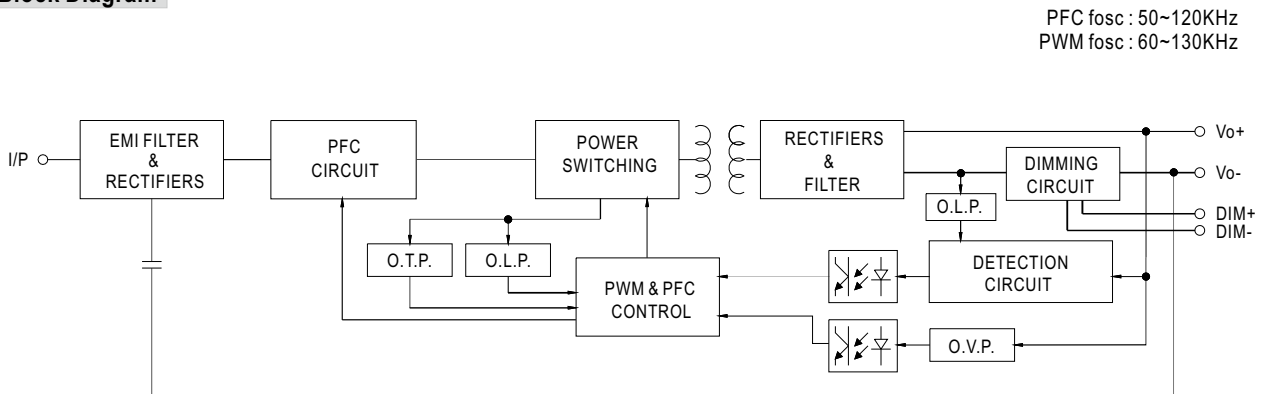 Block Diagram
PFC fosc : 50~120KHz
PWM fosc : 60~130KHz
I/P
EMI FILTER
&
RECTIFIERS
PFC
CIRCUIT
POWER
SWITCHING
RECTIFIERS
&
FILTER
DIMMING
CIRCUIT
Vo+
Vo-
DIM+
DIM-
O.L.P.
O.T.P.
O.L.P.
PWM & PFC
CONTROL
DETECTION
CIRCUIT
O.V.P.